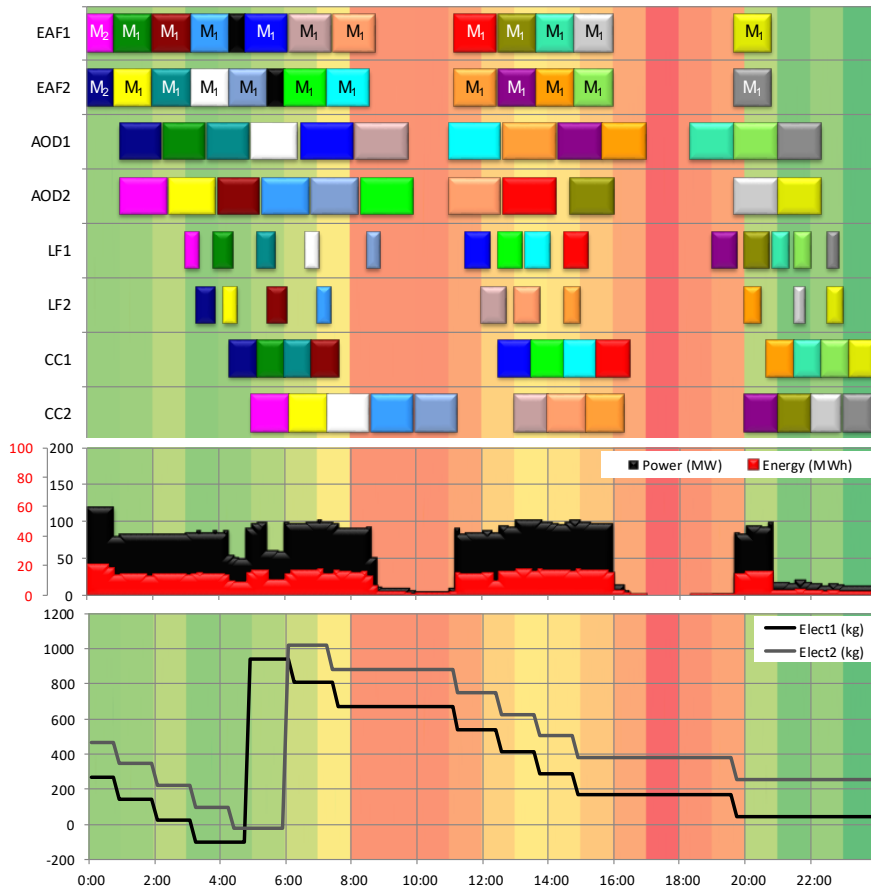 EAF1 M2 M1 M1 M1 M1 M1 M1 M1 M1 M1 M1 M1
EAF2 M2 M1 M1 M1 M1 M1 M1 M1 M1 M1 M1 M1
AOD1
AOD2
LF1
LF2
CC1
CC2
100 200
Power (MW) Energy (MWh)
80 150
60 100
40
20 50
0 0
1200
Elect1 (kg)
1000
Elect2 (kg)
800
600
400
200
0
-200
0:00 2:00 4:00 6:00 8:00 10:00 12:00 14:00 16:00 18:00 20:00 22:00